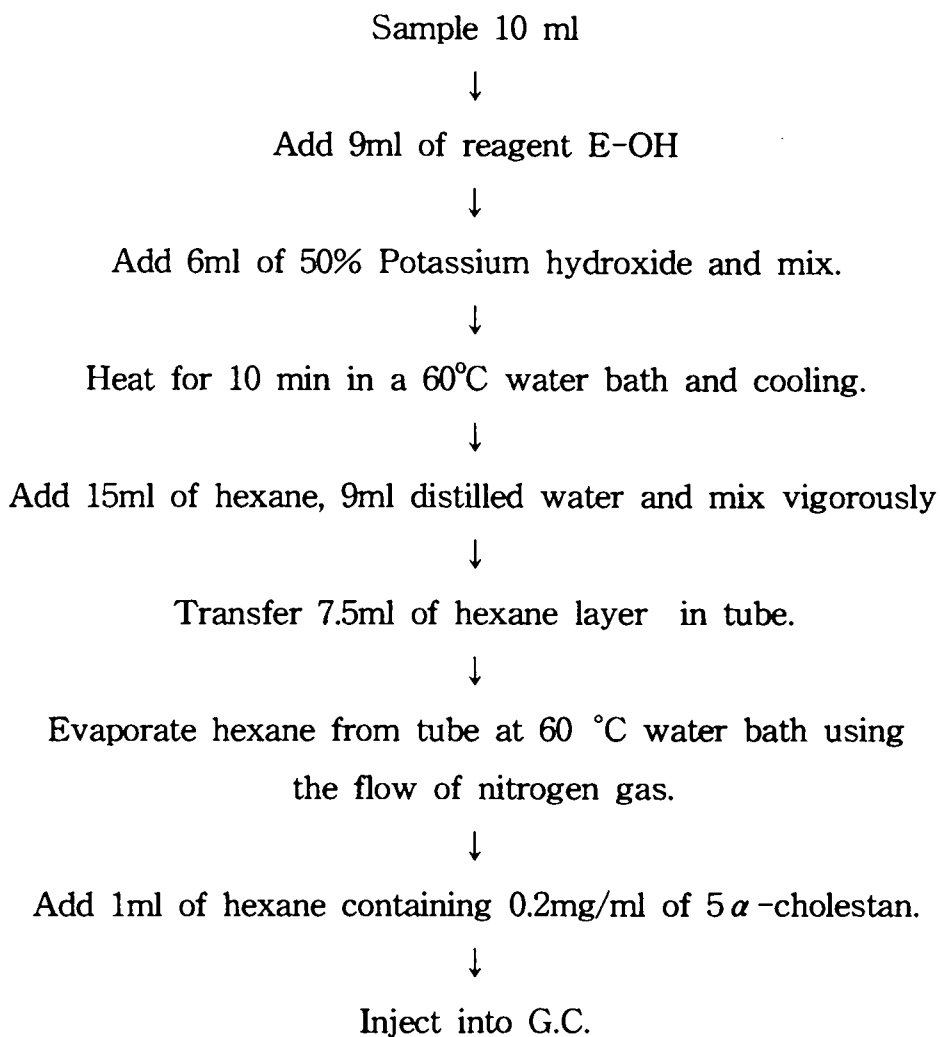 Sample 10 ml
↓
Add 9ml of reagent E-OH
↓
Add 6ml of 50% Potassium hydroxide and mix.
↓
Heat for 10 min in a 60°C water bath and cooling.
↓
Add 15ml of hexane, 9ml distilled water and mix vigorously
↓
Transfer 7.5ml of hexane layer in tube.
↓
Evaporate hexane from tube at 60 °C water bath using
the flow of nitrogen gas.
↓
Add 1ml of hexane containing 0.2mg/ml of 5α-cholestan.
↓
Inject into G.C.